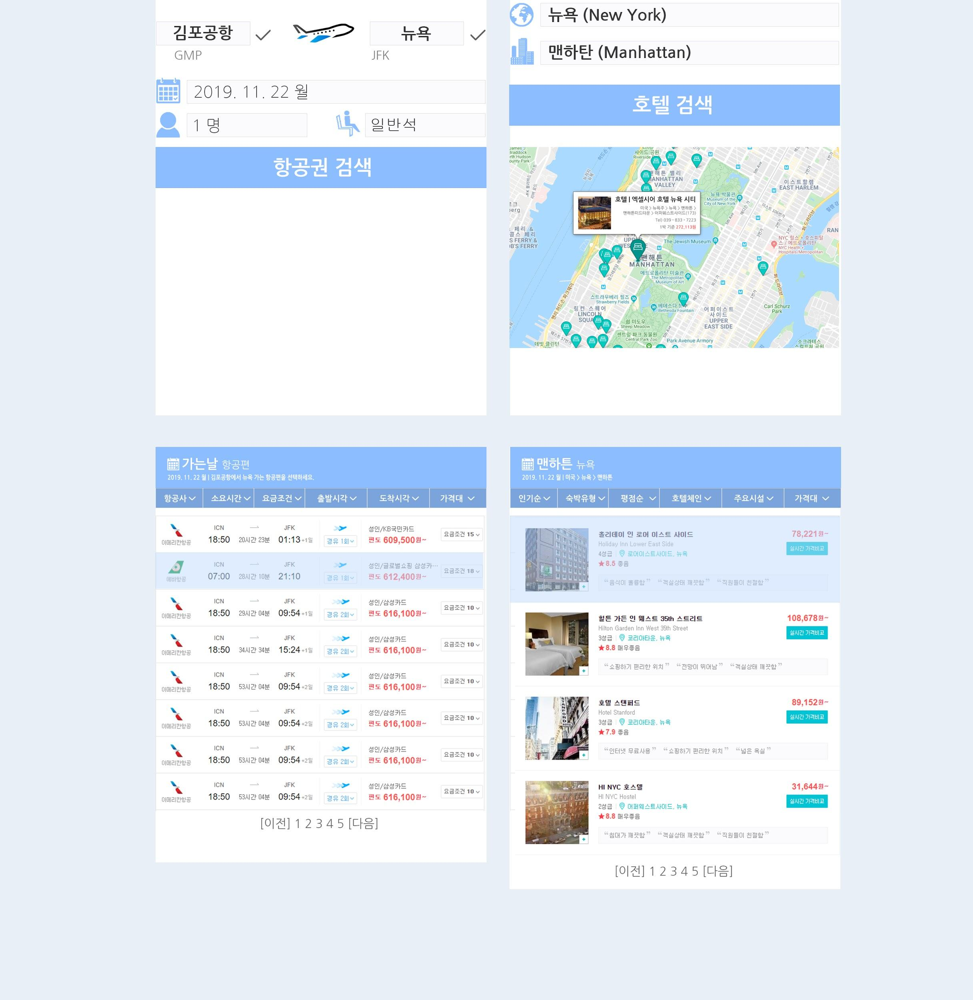 김포공항
뉴욕
GMP
JFK
2019. 11. 22 월
1 명
일반석
항공권 검색
뉴욕 (New York)
맨하탄 (Manhattan)
호텔 검색
사이드 공원
맨해튼 밸리
MANHATTAN
VALLEY
이스트할렘
EAST HARLEM
뉴욕 박물관
Museum of the
City of New York
호텔 | 엑셀시어 호텔 뉴욕 시티
미국 > 뉴욕주 > 뉴욕 > 맨하튼 >
맨하튼미드타운 > 어퍼웨스트사이드(173)
Tel) 039 - 833 - 7223
1박 기준 272,113원
The Jewish Museum
NYC 헬스 + 호스피탈
스 / 메트로폴리탄
NYC Health +
Hospitals/Metropolitan
맨해튼
MANHATTAN
메트로폴리탄 미술관
The Metropolitan
Museum of Art
스트라우베리 필즈
Strawberry Fields
Bethesda Fountain
링컨 스퀘어
LINCOLN
어퍼이스트
사이드
UPPER
EAST SIDE
Carl Schurz
Park
쉽 미도우
Sheep Meadow
센트럴 파크 동물원
Central Park Zoo
Park Avenue Armory
5th Ave
가는날 항공편
2019. 11. 22 월 | 김포공항에서 뉴욕 가는 항공편을 선택하세요.
항공사 소요시간 요금조건 출발시각 도착시각 가격대
ICN JFK 성인/KB국민카드
아메리칸항공 18:50 20시간 23분 01:13 +1일 경유 1회 편도 609,500원~ 요금조건 15
ICN JFK 성인/글로벌쇼핑 삼성카…
에바항공 07:00 28시간 10분 21:10 경유 1회 편도 612,400원~ 요금조건 18
ICN JFK 성인/삼성카드
아메리칸항공 18:50 29시간 04분 09:54 +1일 경유 2회 편도 616,100원~ 요금조건 10
ICN JFK 성인/삼성카드
아메리칸항공 18:50 34시간 34분 15:24 +1일 경유 2회 편도 616,100원~ 요금조건 10
ICN JFK 성인/삼성카드
아메리칸항공 18:50 53시간 04분 09:54 +2일 경유 2회 편도 616,100원~ 요금조건 10
ICN JFK 성인/삼성카드
아메리칸항공 18:50 53시간 04분 09:54 +2일 경유 2회 편도 616,100원~ 요금조건 10
ICN JFK 성인/삼성카드
아메리칸항공 18:50 53시간 04분 09:54 +2일 경유 2회 편도 616,100원~ 요금조건 10
ICN JFK 성인/삼성카드
아메리칸항공 18:50 53시간 04분 09:54 +2일 경유 2회 편도 616,100원~ 요금조건 10
[이전] 1 2 3 4 5 [다음]
맨하튼 뉴욕
2019. 11. 22 월 | 미국 > 뉴욕 > 맨하튼
인기순 숙박유형 평점순 호텔체인 주요시설 가격대
홀리데이 인 로어 이스트 사이드 78,221원~
Holiday Inn Lower East Side
4성급 로어이스트사이드, 뉴욕 실시간 가격비교
★8.5 좋음
“음식이 훌륭함” “객실상태 깨끗함” “직원들이 친절함”
힐튼 가든 인 웨스트 35th 스트리트 108,678원~
Hilton Garden Inn West 35th Street
3성급 코리아타운, 뉴욕 실시간 가격비교
★8.8 매우좋음
“쇼핑하기 편리한 위치” “전망이 뛰어남” “객실상태 깨끗함”
호텔 스탠퍼드 89,152원~
Hotel Stanford
3성급 코리아타운, 뉴욕 실시간 가격비교
★7.9 좋음
“인터넷 무료사용” “쇼핑하기 편리한 위치” “넓은 욕실”
HI NYC 호스텔 31,644원~
HI NYC Hostel
2성급 어퍼웨스트사이드, 뉴욕 실시간 가격비교
★8.8 매우좋음
“침대가 깨끗함” “객실상태 깨끗함” “직원들이 친절함”
[이전] 1 2 3 4 5 [다음]